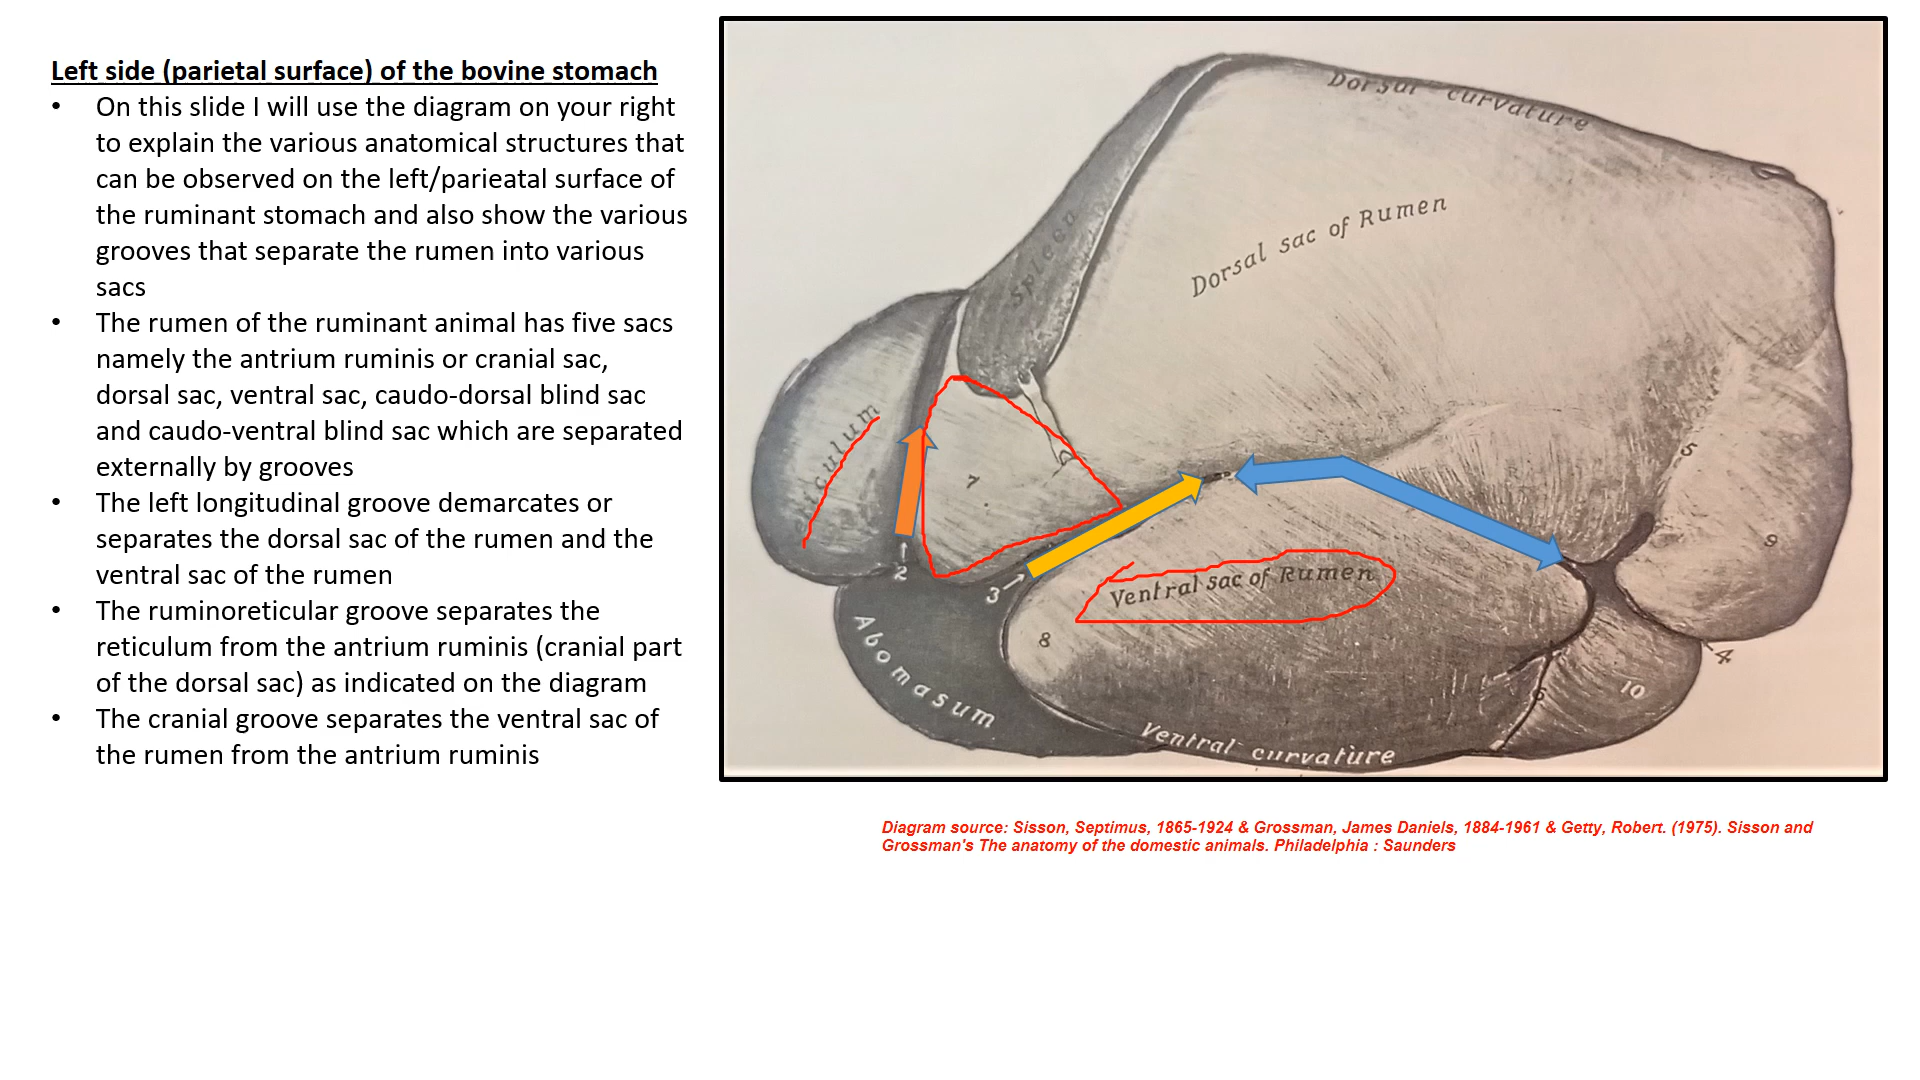 Left side (parietal surface) of the bovine stomach
• On this slide I will use the diagram on your right
to explain the various anatomical structures that
can be observed on the left/parieatal surface of
the ruminant stomach and also show the various
grooves that separate the rumen into various
sacs
• The rumen of the ruminant animal has five sacs
namely the antrium ruminis or cranial sac,
dorsal sac, ventral sac, caudo-dorsal blind sac
and caudo-ventral blind sac which are separated
externally by grooves
• The left longitudinal groove demarcates or
separates the dorsal sac of the rumen and the
ventral sac of the rumen
• The ruminoreticular groove separates the
reticulum from the antrium ruminis (cranial part
of the dorsal sac) as indicated on the diagram
• The cranial groove separates the ventral sac of
the rumen from the antrium ruminis
Dorsal curvature
Spleen
Dorsal sac of Rumen
Reticulum
7
5
2
3
9
Ventral sac of Rumen
8
4
Abomasum
6
10
Ventral curvature
Diagram source: Sisson, Septimus, 1865-1924 & Grossman, James Daniels, 1884-1961 & Getty, Robert. (1975). Sisson and
Grossman's The anatomy of the domestic animals. Philadelphia : Saunders